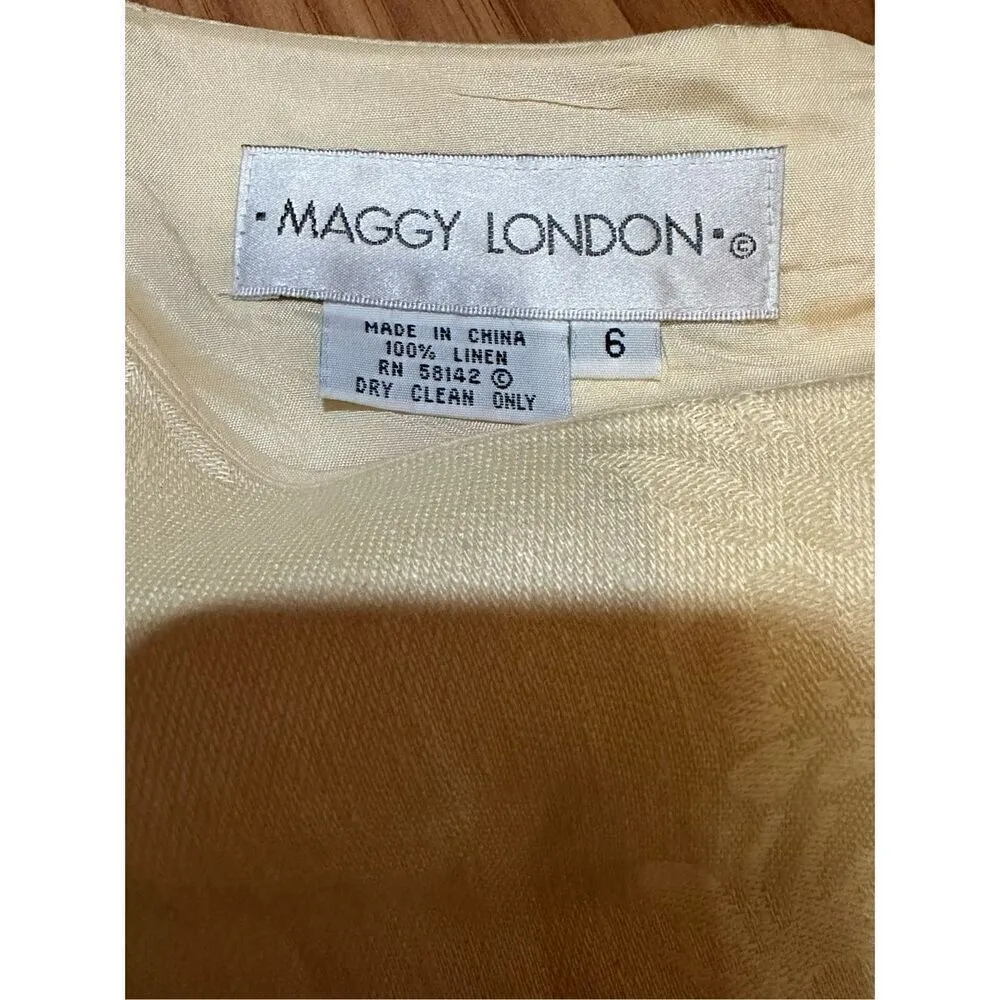 · MAGGY LONDON · ©
MADE IN CHINA
100% LINEN
RN 58142 ©
DRY CLEAN ONLY
6